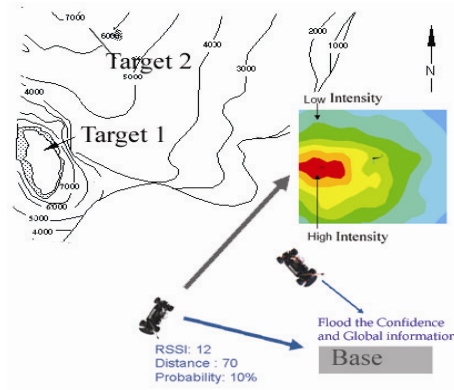 7000
6000
Target 2
5000
4000
4000
3000
2000
1000
N
Low Intensity
Target 1
7000
6000
5000
4000
High Intensity
RSSI: 12
Distance : 70
Probability: 10%
Flood the Confidence
and Global information
Base